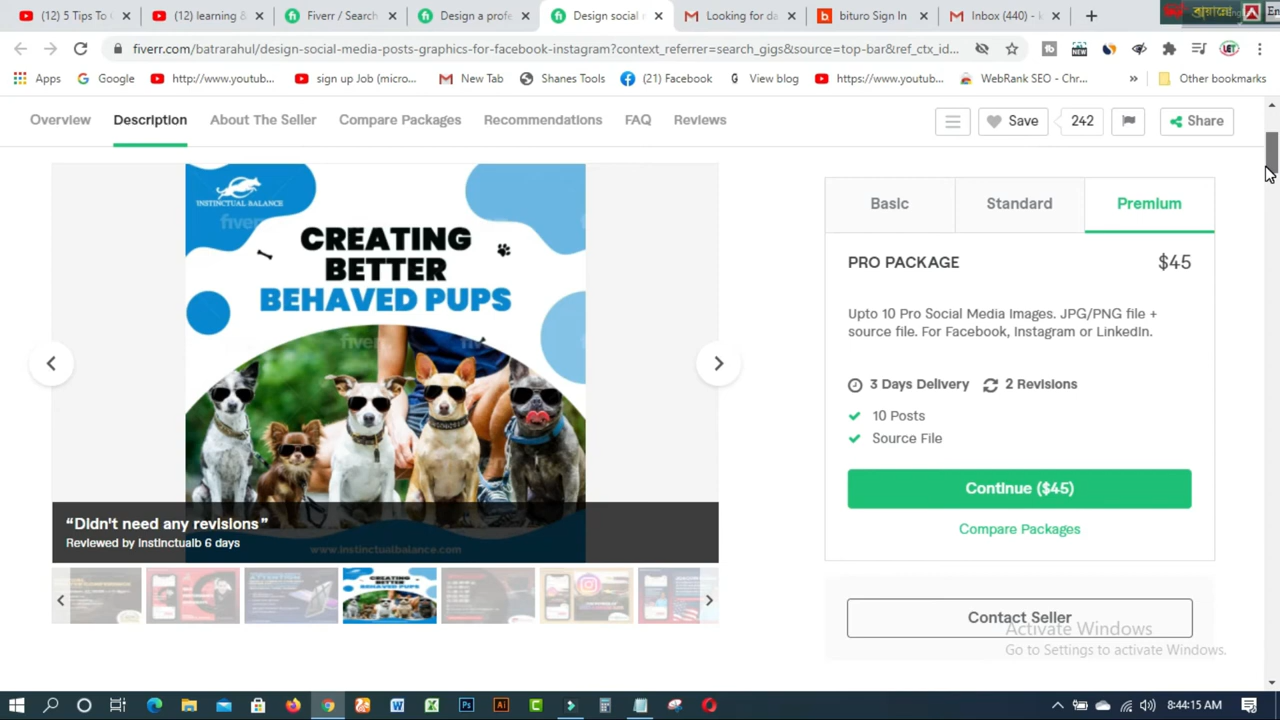 (12) 5 Tips To
(12) learning &
Fiverr / Search
Design a profe
Design social
Looking for da
bituro Sign In
Inbox (440) -
fiverr.com/batrarahul/design-social-media-posts-graphics-for-facebook-instagram?context_referrer=search_gigs&source=top-bar&ref_ctx_id...
Apps
Google
http://www.youtub...
sign up Job (micro...
New Tab
Shanes Tools
(21) Facebook
View blog
https://www.youtub...
WebRank SEO - Chr...
»
Other bookmarks
Overview
Description
About The Seller
Compare Packages
Recommendations
FAQ
Reviews
Save
242
Share
INSTINCTUAL BALANCE
CREATING
BETTER
BEHAVED PUPS
“Didn't need any revisions”
Reviewed by Instinctualb 6 days
www.instinctualbalance.com
Basic
Standard
Premium
PRO PACKAGE
$45
Upto 10 Pro Social Media Images. JPG/PNG file +
source file. For Facebook, Instagram or LinkedIn.
3 Days Delivery
2 Revisions
10 Posts
Source File
Continue ($45)
Compare Packages
Contact Seller
Activate Windows
Go to Settings to activate Windows.
8:44:15 AM